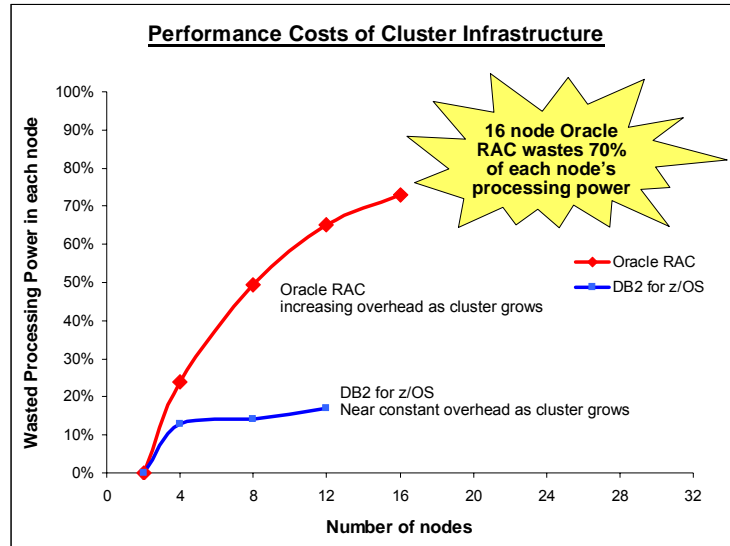 Performance Costs of Cluster Infrastructure
100%
90%
80%
70%
60%
50%
40%
30%
20%
10%
0%
Wasted Processing Power in each node
16 node Oracle
RAC wastes 70%
of each node's
processing power
Oracle RAC
DB2 for z/OS
Oracle RAC
increasing overhead as cluster grows
DB2 for z/OS
Near constant overhead as cluster grows
0
4
8
12
16
20
24
28
32
Number of nodes